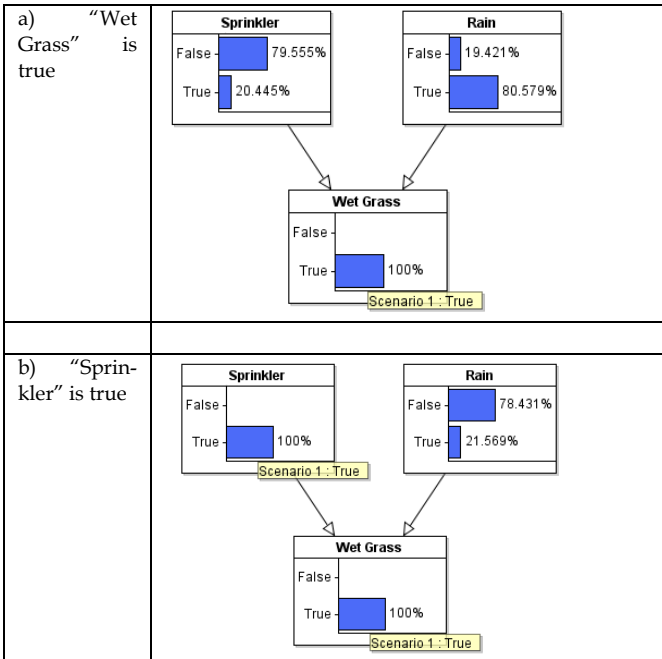 a) “Wet
Grass” is
true
Sprinkler
False 79.555%
True 20.445%
Rain
False 19.421%
True 80.579%
Wet Grass
False
True 100%
Scenario 1 : True
b) “Sprin-
kler” is true
Sprinkler
False
True 100%
Scenario 1 : True
Rain
False 78.431%
True 21.569%
Wet Grass
False
True 100%
Scenario 1 : True